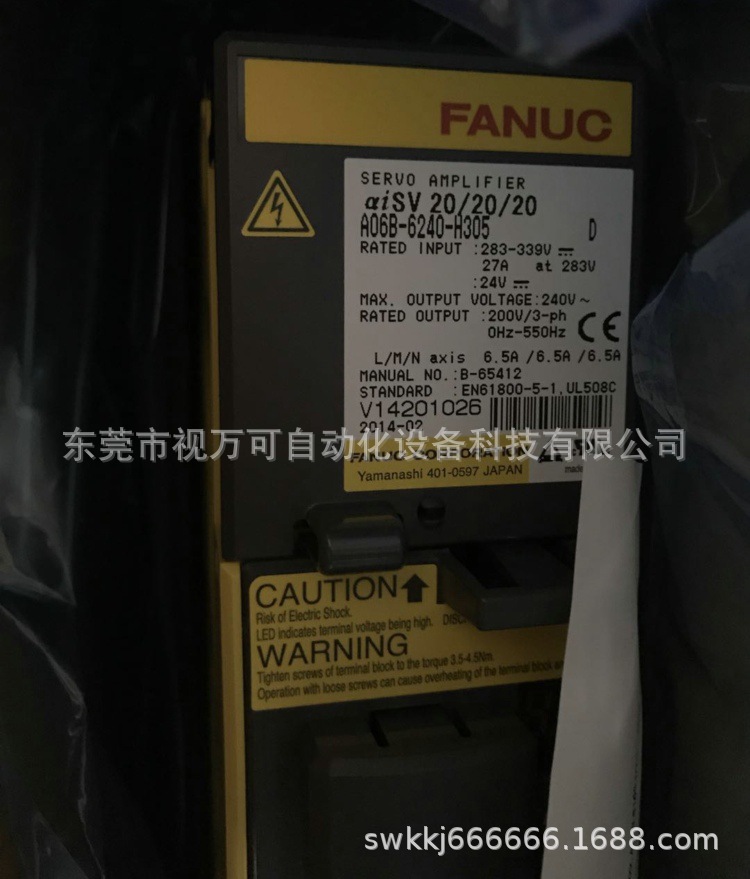 FANUC
SERVO AMPLIFIER
αiSV 20/20/20
A06B-6240-H305 D
RATED INPUT :283-339V ⎓
27A at 283V
:24V ⎓
MAX. OUTPUT VOLTAGE:240V ~
RATED OUTPUT :200V/3-ph
0Hz-550Hz CE
L/M/N axis 6.5A /6.5A /6.5A
MANUAL NO.:B-65412
STANDARD :EN61800-5-1,UL508C
V14201026
2014-02
东莞市视万可自动化设备科技有限公司
FANUC CORPORATION
Yamanashi 401-0597 JAPAN
made
CAUTION
Risk of Electric Shock.
LED indicates terminal voltage being high.
WARNING
Tighten screws of terminal block to the torque 3.5-4.5Nm.
Operation with loose screws can cause overheating of the terminal block
swkkj666666.1688.com